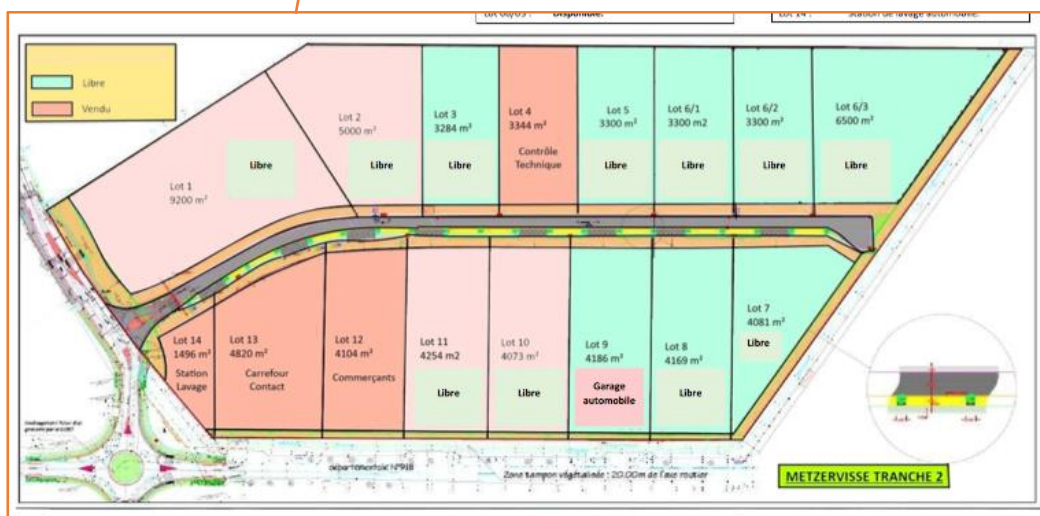 Disponible.
Lot 14 : Station de lavage automobile.
Libre
Vendu
Lot 1
9200 m²
Libre
Lot 2
5000 m²
Libre
Lot 3
3284 m²
Libre
Lot 4
3344 m²
Contrôle
Technique
Lot 5
3300 m²
Libre
Lot 6/1
3300 m2
Libre
Lot 6/2
3300 m²
Libre
Lot 6/3
6500 m²
Libre
Lot 14
1496 m²
Station
Lavage
Lot 13
4820 m²
Carrefour
Contact
Lot 12
4104 m²
Commerçants
Lot 11
4254 m2
Libre
Lot 10
4073 m²
Libre
Lot 9
4186 m²
Garage
automobile
Lot 8
4169 m²
Libre
Lot 7
4081 m²
Libre
Départementale N°918
Zone tampon végétalisée : 20.00m de l'axe routier
METZERVISSE TRANCHE 2